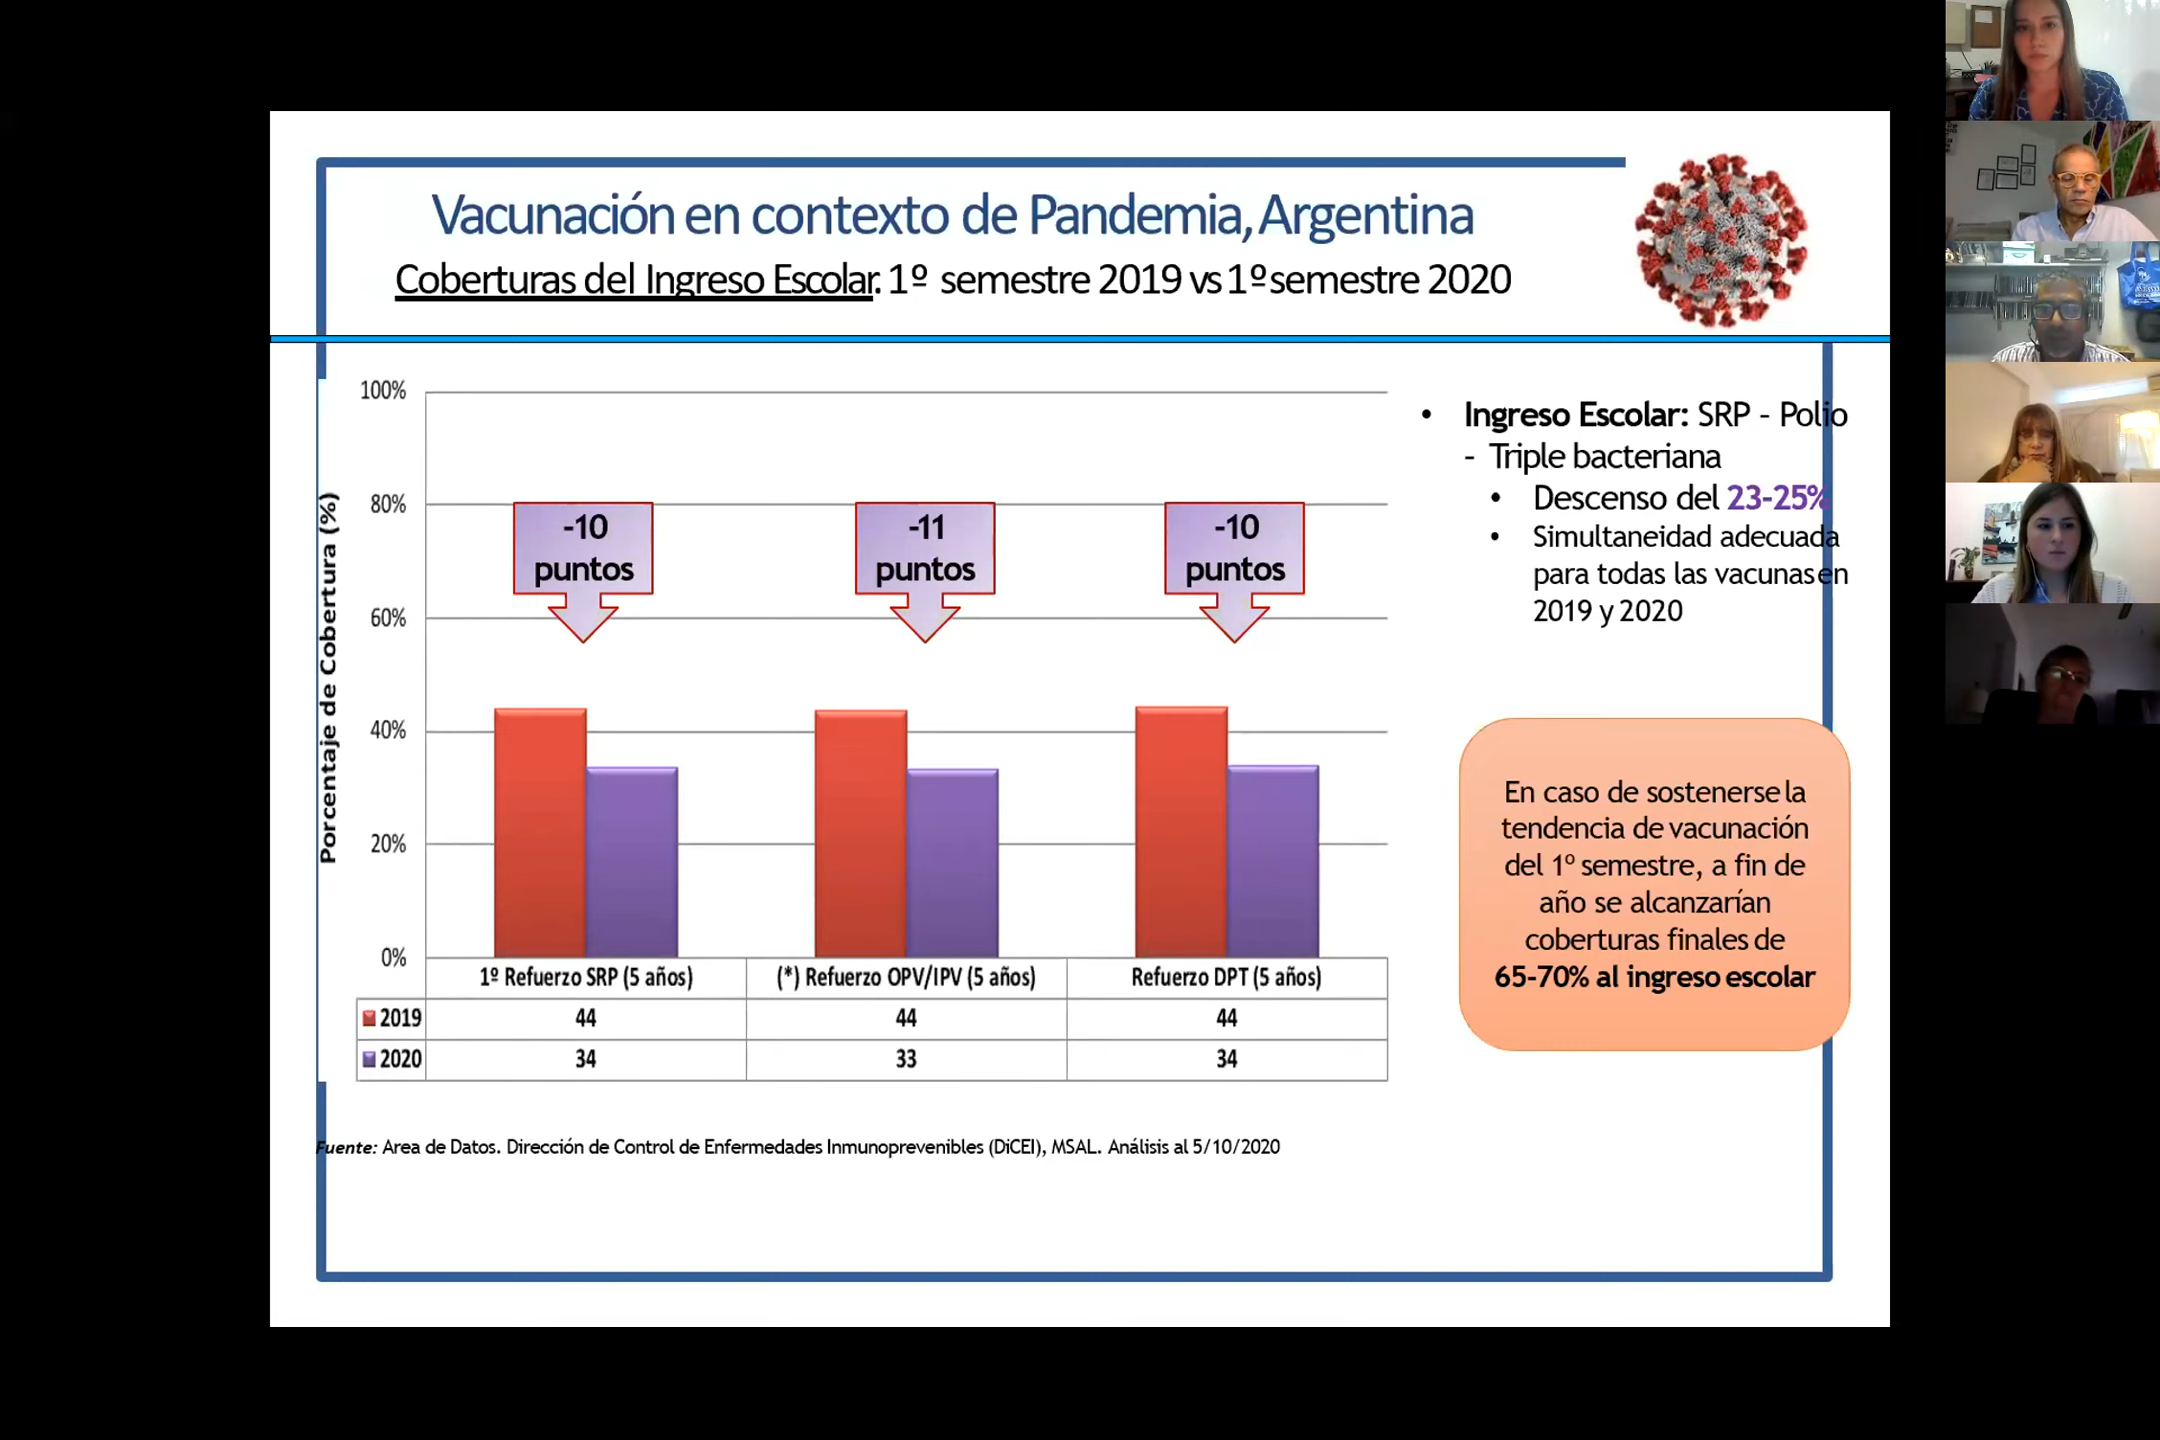 Vacunación en contexto de Pandemia, Argentina
Coberturas del Ingreso Escolar. 1º semestre 2019 vs 1º semestre 2020
Porcentaje de Cobertura (%)
100%
80%
60%
40%
20%
0%
-10
puntos
-11
puntos
-10
puntos
1º Refuerzo SRP (5 años) (*) Refuerzo OPV/IPV (5 años) Refuerzo DPT (5 años)
2019 44 44 44
2020 34 33 34
• Ingreso Escolar: SRP - Polio
- Triple bacteriana
• Descenso del 23-25%
• Simultaneidad adecuada
para todas las vacunas en
2019 y 2020
En caso de sostenerse la
tendencia de vacunación
del 1º semestre, a fin de
año se alcanzarían
coberturas finales de
65-70% al ingreso escolar
Fuente: Area de Datos. Dirección de Control de Enfermedades Inmunoprevenibles (DiCEI), MSAL. Análisis al 5/10/2020